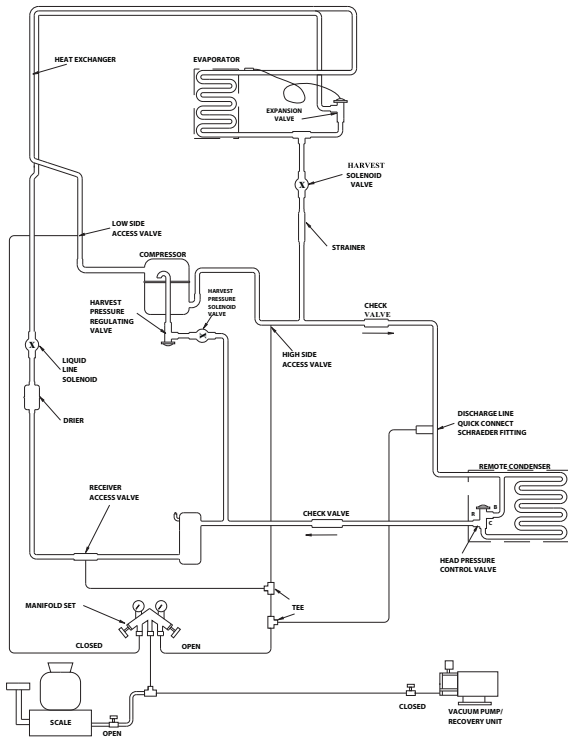 HEAT EXCHANGER
EVAPORATOR
EXPANSION
VALVE
HARVEST
SOLENOID
VALVE
X
STRAINER
LOW SIDE
ACCESS VALVE
COMPRESSOR
HARVEST
PRESSURE
REGULATING
VALVE
HARVEST
PRESSURE
SOLENOID
VALVE
X
CHECK
VALVE
HIGH SIDE
ACCESS VALVE
X
LIQUID
LINE
SOLENOID
DRIER
DISCHARGE LINE
QUICK CONNECT
SCHRAEDER FITTING
REMOTE CONDENSER
R
B
C
HEAD PRESSURE
CONTROL VALVE
RECEIVER
ACCESS VALVE
CHECK VALVE
TEE
MANIFOLD SET
CLOSED
OPEN
SCALE
OPEN
CLOSED
VACUUM PUMP/
RECOVERY UNIT